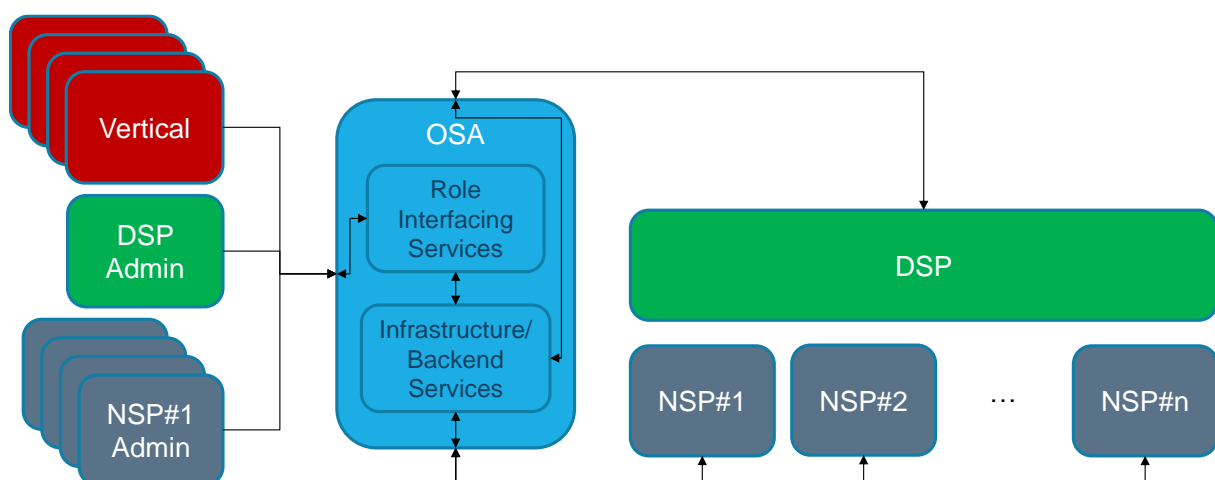 Vertical
DSP
Admin
NSP#1
Admin
OSA
Role
Interfacing
Services
Infrastructure/
Backend
Services
DSP
NSP#1
NSP#2
...
NSP#n